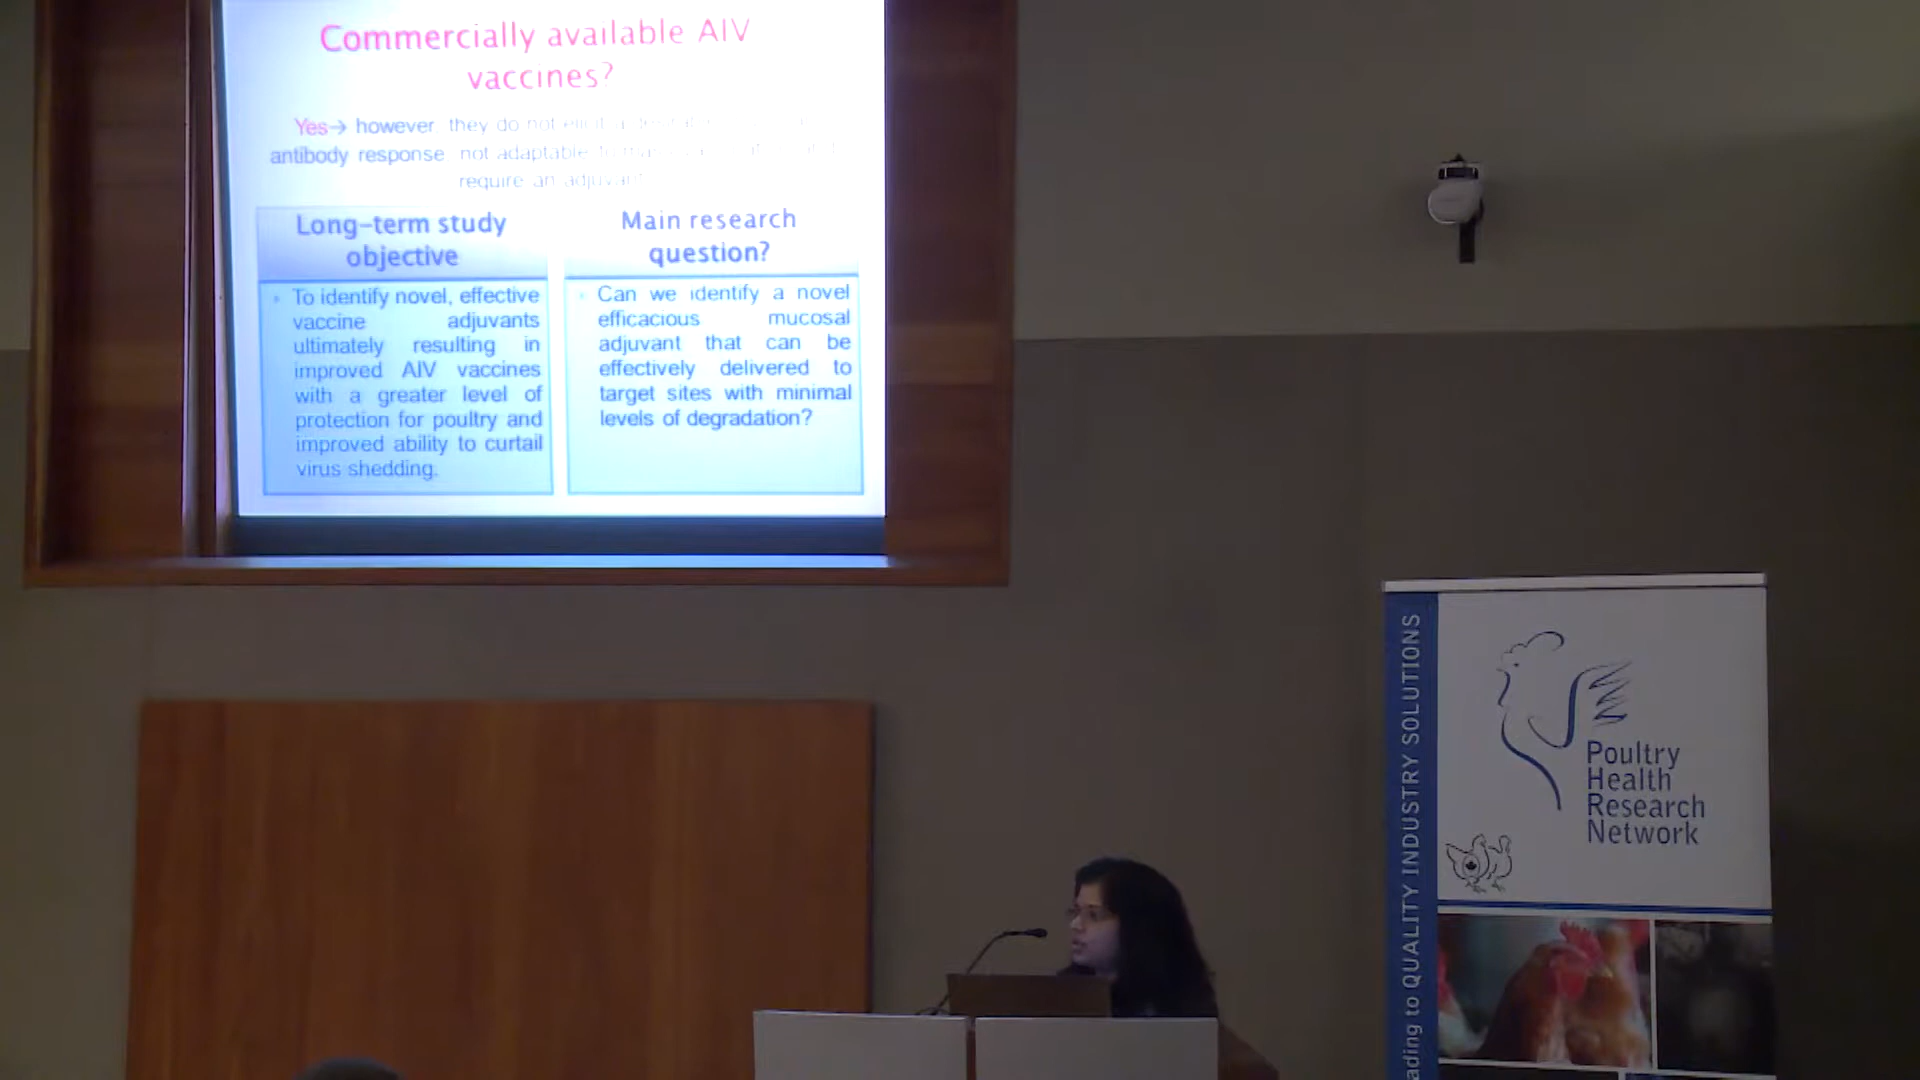 Commercially available AIV
vaccines?
Yes→ however, they do not elicit a
antibody response, not adaptable to
require an adjuvant
Long-term study
objective
To identify novel, effective
vaccine adjuvants
ultimately resulting in
improved AIV vaccines
with a greater level of
protection for poultry and
improved ability to curtail
virus shedding.
Main research
question?
Can we identify a novel
efficacious mucosal
adjuvant that can be
effectively delivered to
target sites with minimal
levels of degradation?
ading to QUALITY INDUSTRY SOLUTIONS
Poultry
Health
Research
Network